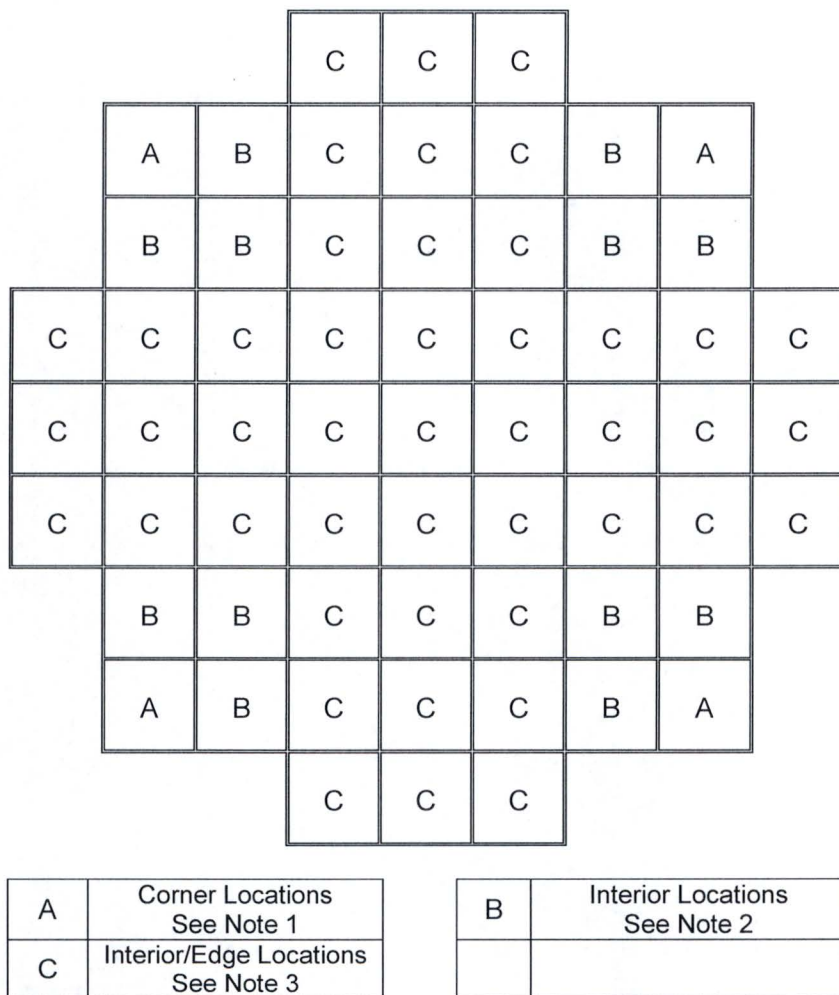 C C C
A B C C C B A
B B C C C B B
C C C C C C C C C
C C C C C C C C C
C C C C C C C C C
B B C C C B B
A B C C C B A
C C C
A Corner Locations
See Note 1
C Interior/Edge Locations
See Note 3
B Interior Locations
See Note 2